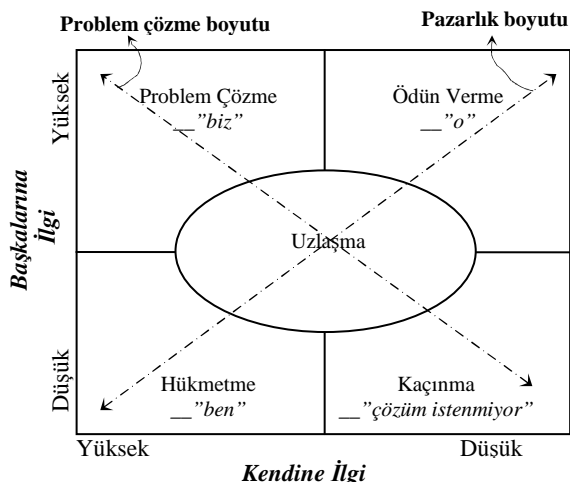 Problem çözme boyutu
Pazarlık boyutu
Yüksek
Problem Çözme
__”biz”
Ödün Verme
__”o”
Başkalarına
İlgi
Uzlaşma
Düşük
Hükmetme
__”ben”
Kaçınma
__”çözüm istenmiyor”
Yüksek
Düşük
Kendine İlgi